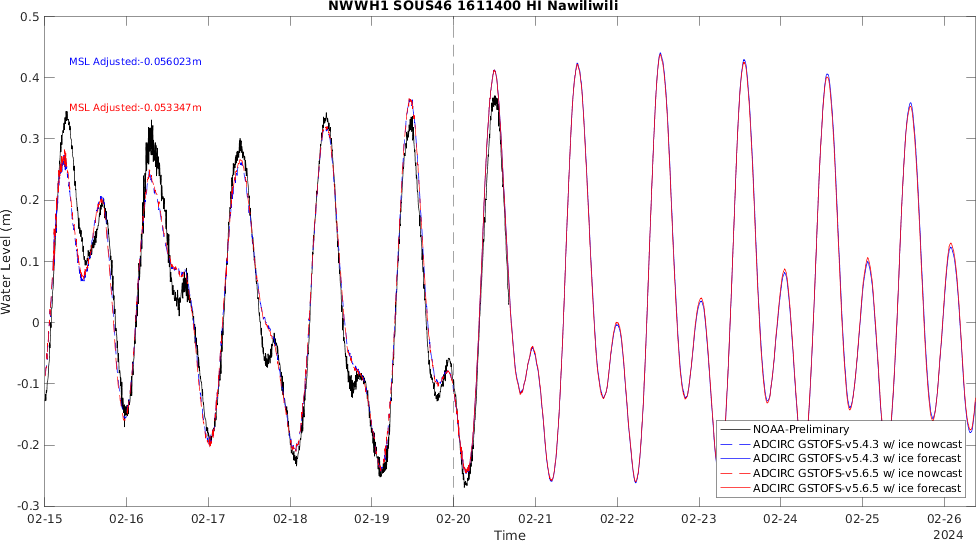 NWWH1 SOUS46 1611400 HI Nawiliwili
0.5
0.4
0.3
0.2
0.1
0
-0.1
-0.2
-0.3
Water Level (m)
MSL Adjusted:-0.056023m
MSL Adjusted:-0.053347m
NOAA-Preliminary
ADCIRC GSTOFS-v5.4.3 w/ ice nowcast
ADCIRC GSTOFS-v5.4.3 w/ ice forecast
ADCIRC GSTOFS-v5.6.5 w/ ice nowcast
ADCIRC GSTOFS-v5.6.5 w/ ice forecast
02-15 02-16 02-17 02-18 02-19 02-20 02-21 02-22 02-23 02-24 02-25 02-26
Time
2024